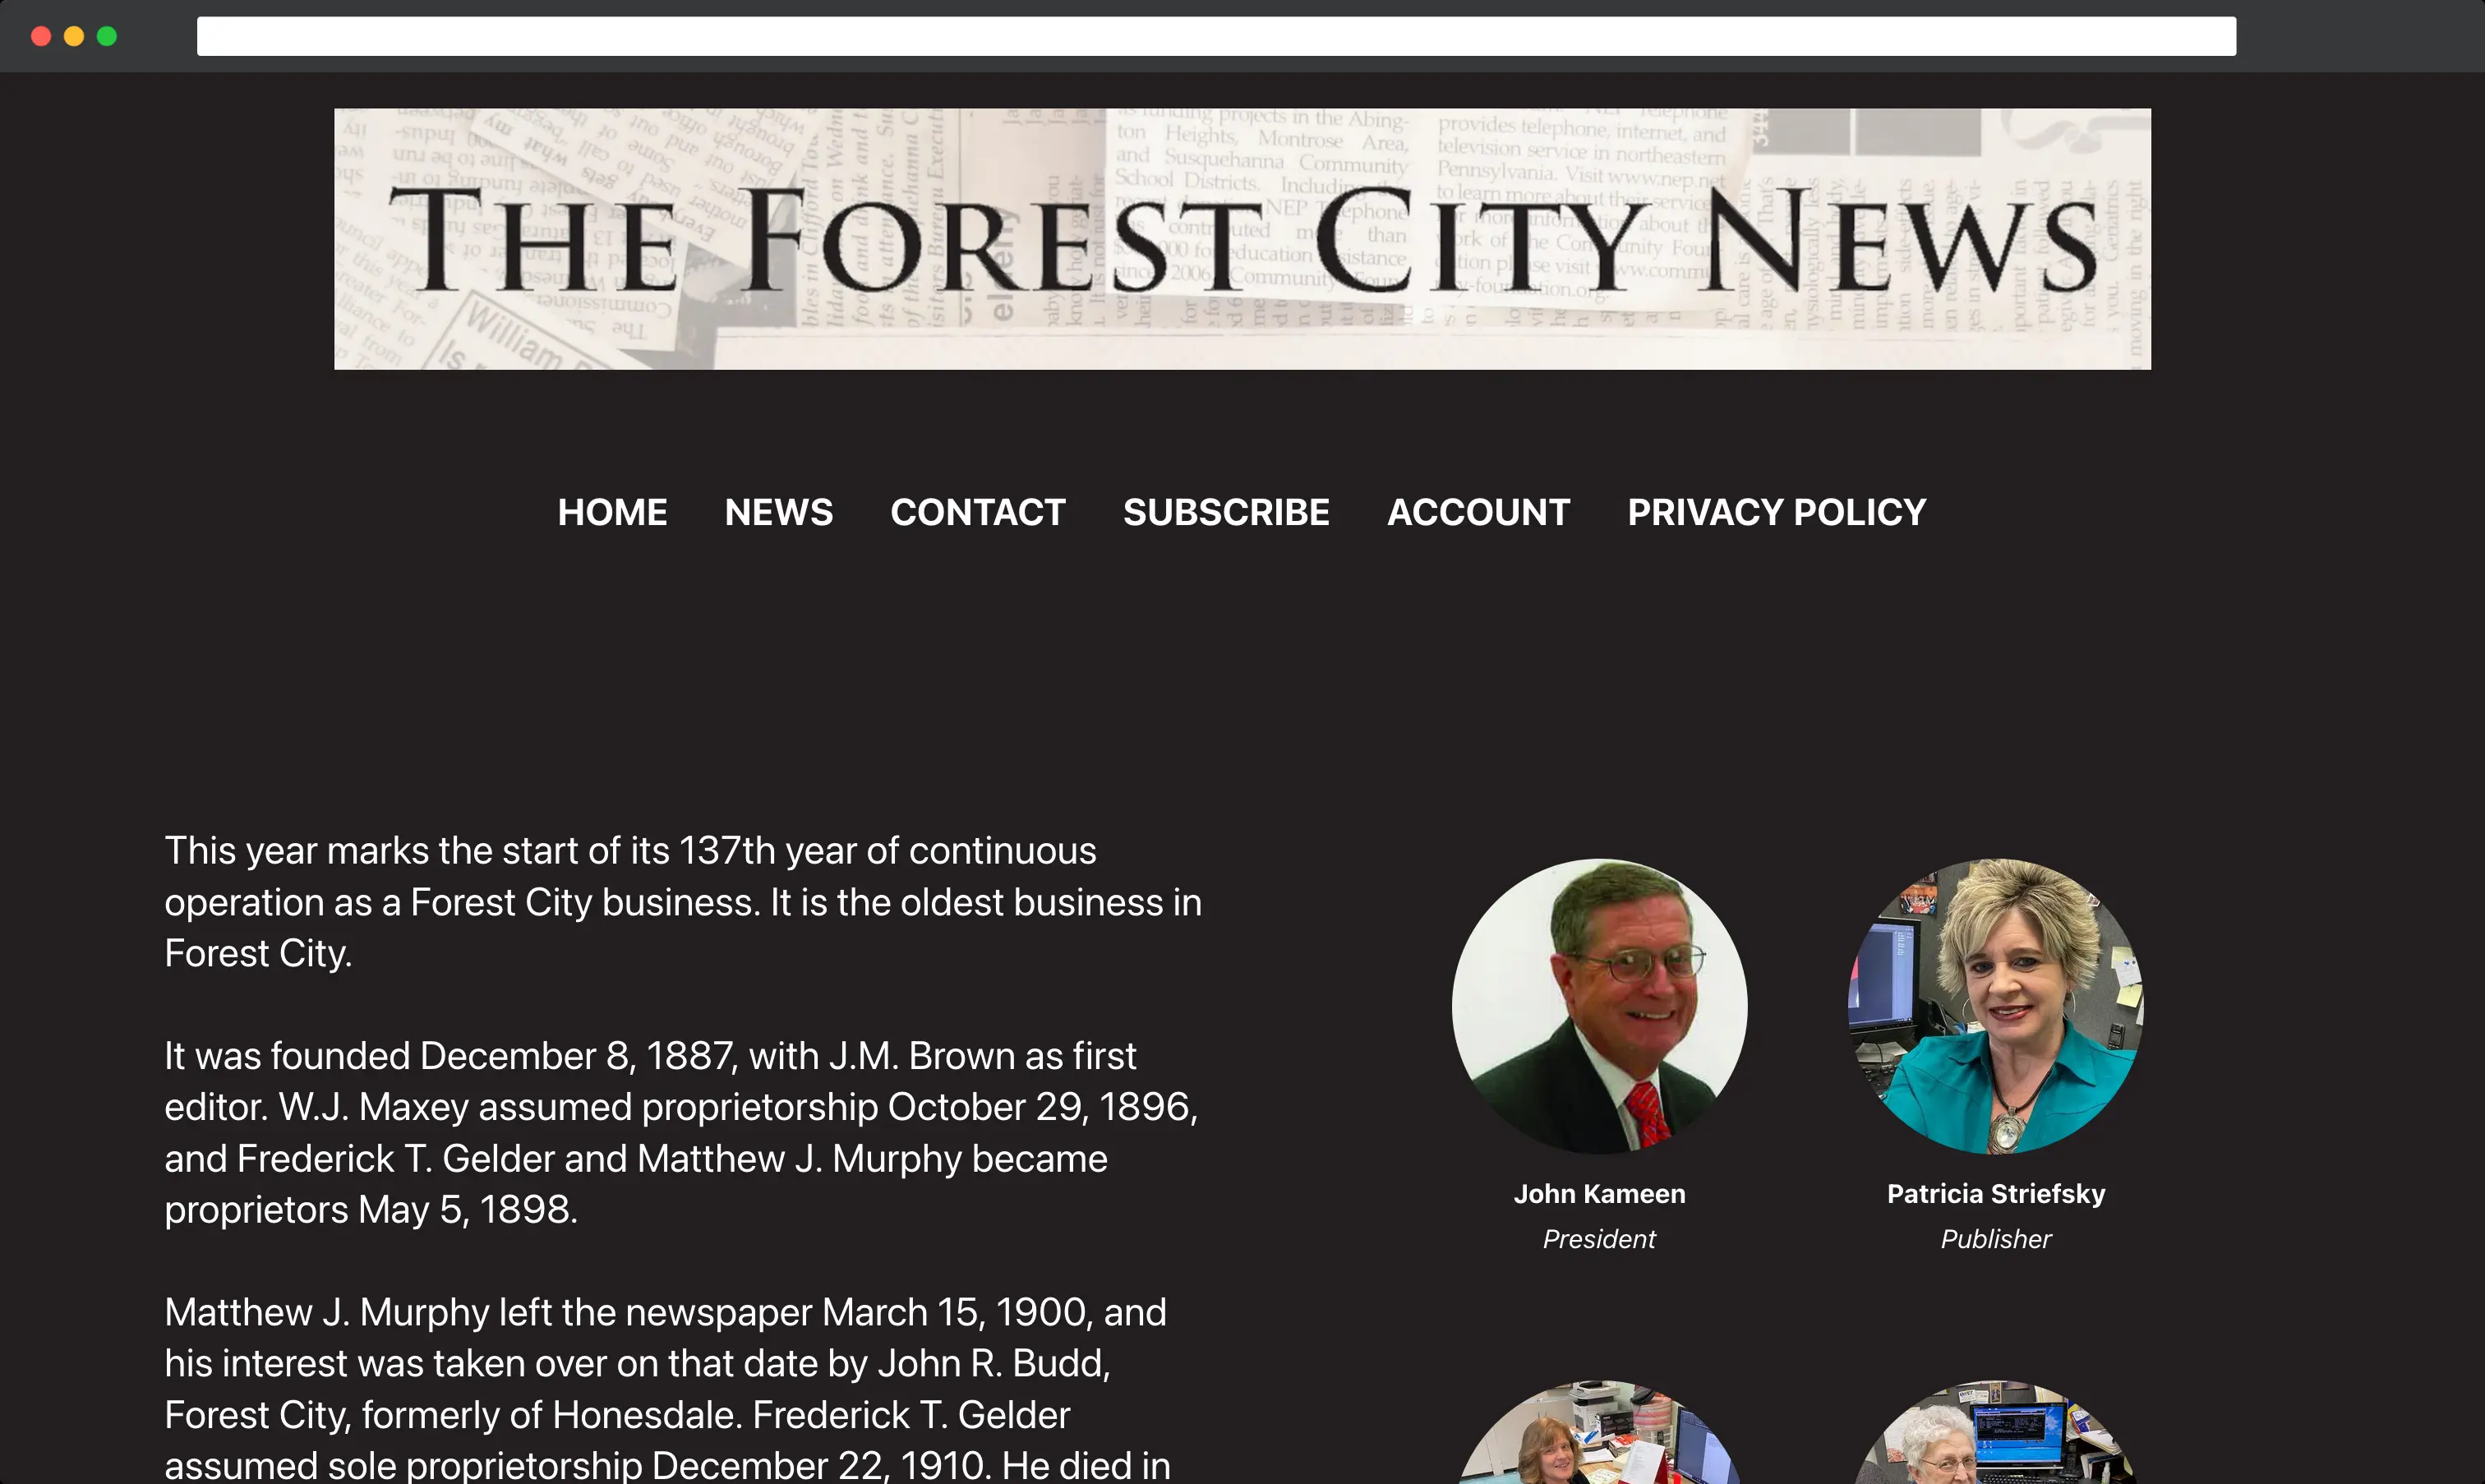 THE FOREST CITY NEWS
HOME NEWS CONTACT SUBSCRIBE ACCOUNT PRIVACY POLICY
This year marks the start of its 137th year of continuous
operation as a Forest City business. It is the oldest business in
Forest City.
It was founded December 8, 1887, with J.M. Brown as first
editor. W.J. Maxey assumed proprietorship October 29, 1896,
and Frederick T. Gelder and Matthew J. Murphy became
proprietors May 5, 1898.
Matthew J. Murphy left the newspaper March 15, 1900, and
his interest was taken over on that date by John R. Budd,
Forest City, formerly of Honesdale. Frederick T. Gelder
assumed sole proprietorship December 22, 1910. He died in
John Kameen
President
Patricia Striefsky
Publisher